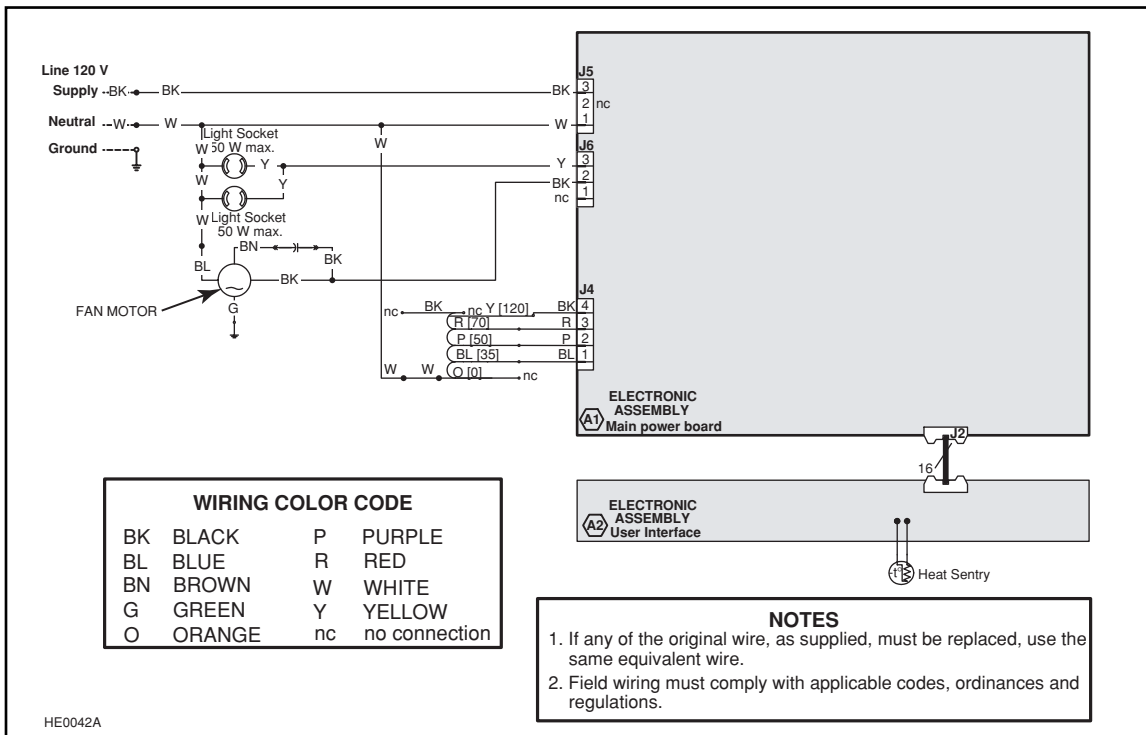 Line 120 V
Supply BK BK BK
J5
3
2 nc
1
Neutral W W W
Ground
Light Socket
50 W max.
W
W
Y
Y
J6
3
2
1
Y
BK
nc
W
W
Light Socket
50 W max.
BN
BK
BL
BK
FAN MOTOR
G
J4
nc BK nc Y [120] BK 4
R [70] R 3
P [50] P 2
BL [35] BL 1
W W O [0] nc
ELECTRONIC
ASSEMBLY
A1 Main power board
J2
16
ELECTRONIC
ASSEMBLY
A2 User Interface
-t° Heat Sentry
WIRING COLOR CODE
BK BLACK P PURPLE
BL BLUE R RED
BN BROWN W WHITE
G GREEN Y YELLOW
O ORANGE nc no connection
NOTES
1. If any of the original wire, as supplied, must be replaced, use the
same equivalent wire.
2. Field wiring must comply with applicable codes, ordinances and
regulations.
HE0042A